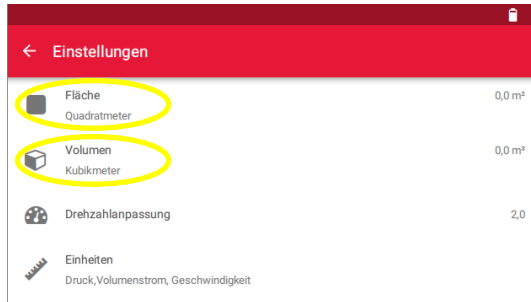 Einstellungen
Fläche 0,0 m²
Quadratmeter
Volumen 0,0 m³
Kubikmeter
Drehzahlanpassung 2,0
Einheiten
Druck,Volumenstrom, Geschwindigkeit